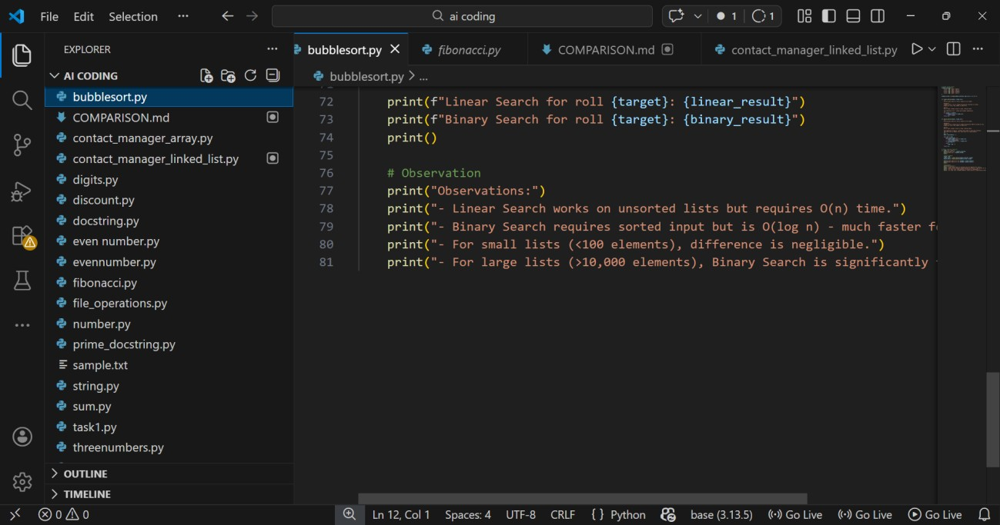 File Edit Selection ··· ai coding 1 1
EXPLORER ···
bubblesort.py fibonacci.py COMPARISON.md contact_manager_linked_list.py ···
AI CODING
bubblesort.py > ...
bubblesort.py
COMPARISON.md
contact_manager_array.py
contact_manager_linked_list.py
digits.py
discount.py
docstring.py
even number.py
evennumber.py
fibonacci.py
file_operations.py
number.py
prime_docstring.py
sample.txt
string.py
sum.py
task1.py
threenumbers.py
OUTLINE
TIMELINE
72 print(f"Linear Search for roll {target}: {linear_result}")
73 print(f"Binary Search for roll {target}: {binary_result}")
74 print()
75
76 # Observation
77 print("Observations:")
78 print("- Linear Search works on unsorted lists but requires O(n) time.")
79 print("- Binary Search requires sorted input but is O(log n) - much faster
80 print("- For small lists (<100 elements), difference is negligible.")
81 print("- For large lists (>10,000 elements), Binary Search is significantly
0 0 Ln 12, Col 1 Spaces: 4 UTF-8 CRLF { } Python base (3.13.5) Go Live Go Live Go Live